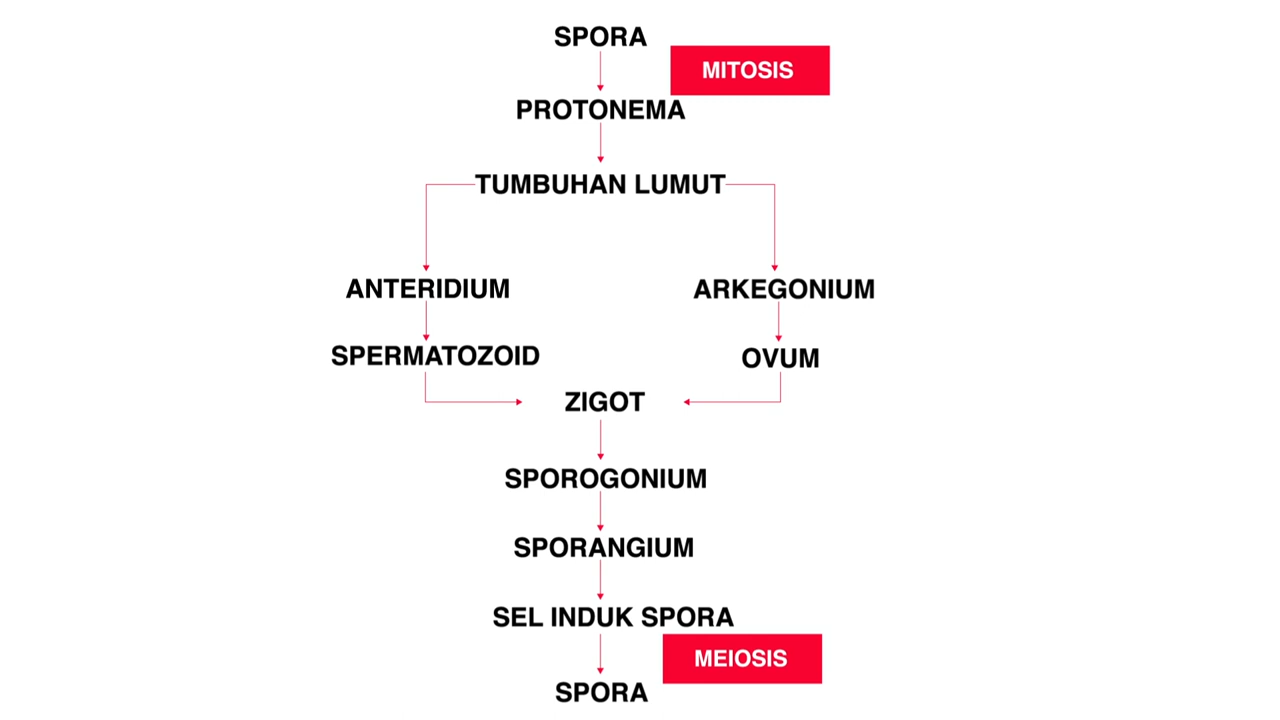 SPORA
MITOSIS
PROTONEMA
TUMBUHAN LUMUT
ANTERIDIUM
ARKEGONIUM
SPERMATOZOID
OVUM
ZIGOT
SPOROGONIUM
SPORANGIUM
SEL INDUK SPORA
MEIOSIS
SPORA